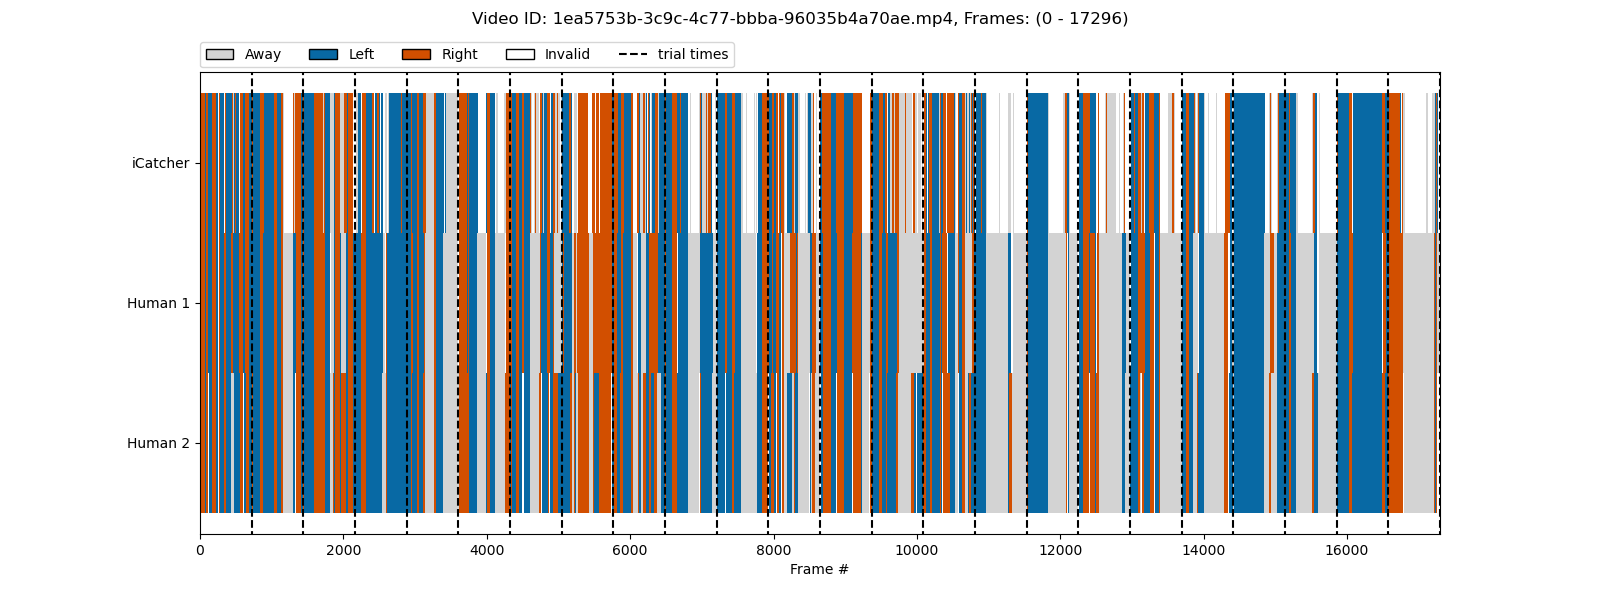 Video ID: 1ea5753b-3c9c-4c77-bbba-96035b4a70ae.mp4, Frames: (0 - 17296)
Away Left Right Invalid trial times
iCatcher
Human 1
Human 2
0 2000 4000 6000 8000 10000 12000 14000 16000
Frame #